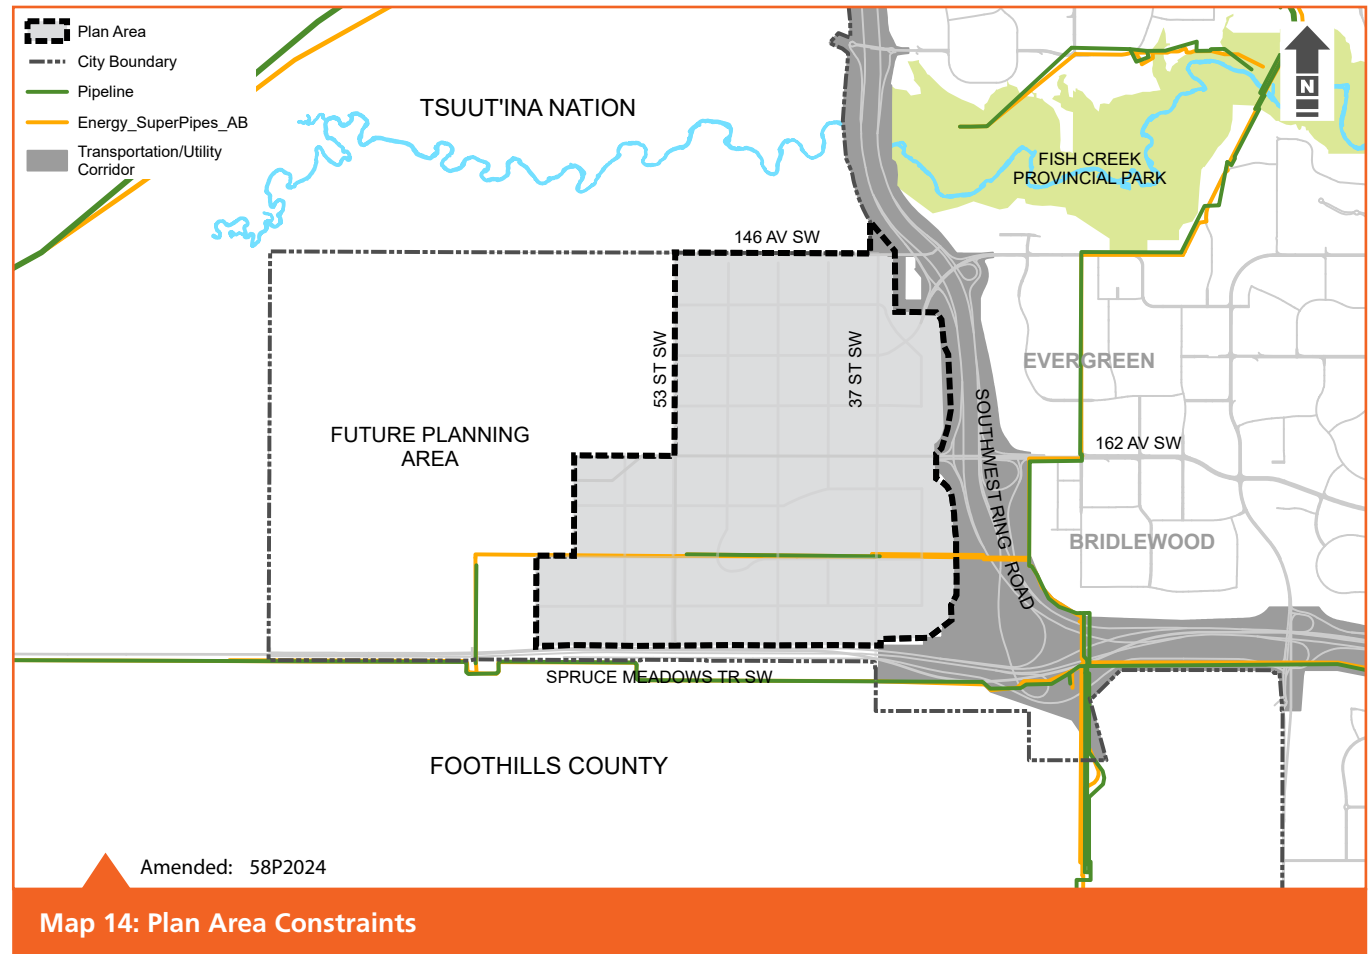 Plan Area
City Boundary
Pipeline
Energy_SuperPipes_AB
Transportation/Utility
Corridor
TSUUT'INA NATION
N
FISH CREEK
PROVINCIAL PARK
146 AV SW
53 ST SW
37 ST SW
EVERGREEN
SOUTHWEST RING ROAD
FUTURE PLANNING
AREA
162 AV SW
BRIDLEWOOD
SPRUCE MEADOWS TR SW
FOOTHILLS COUNTY
Amended: 58P2024
Map 14: Plan Area Constraints